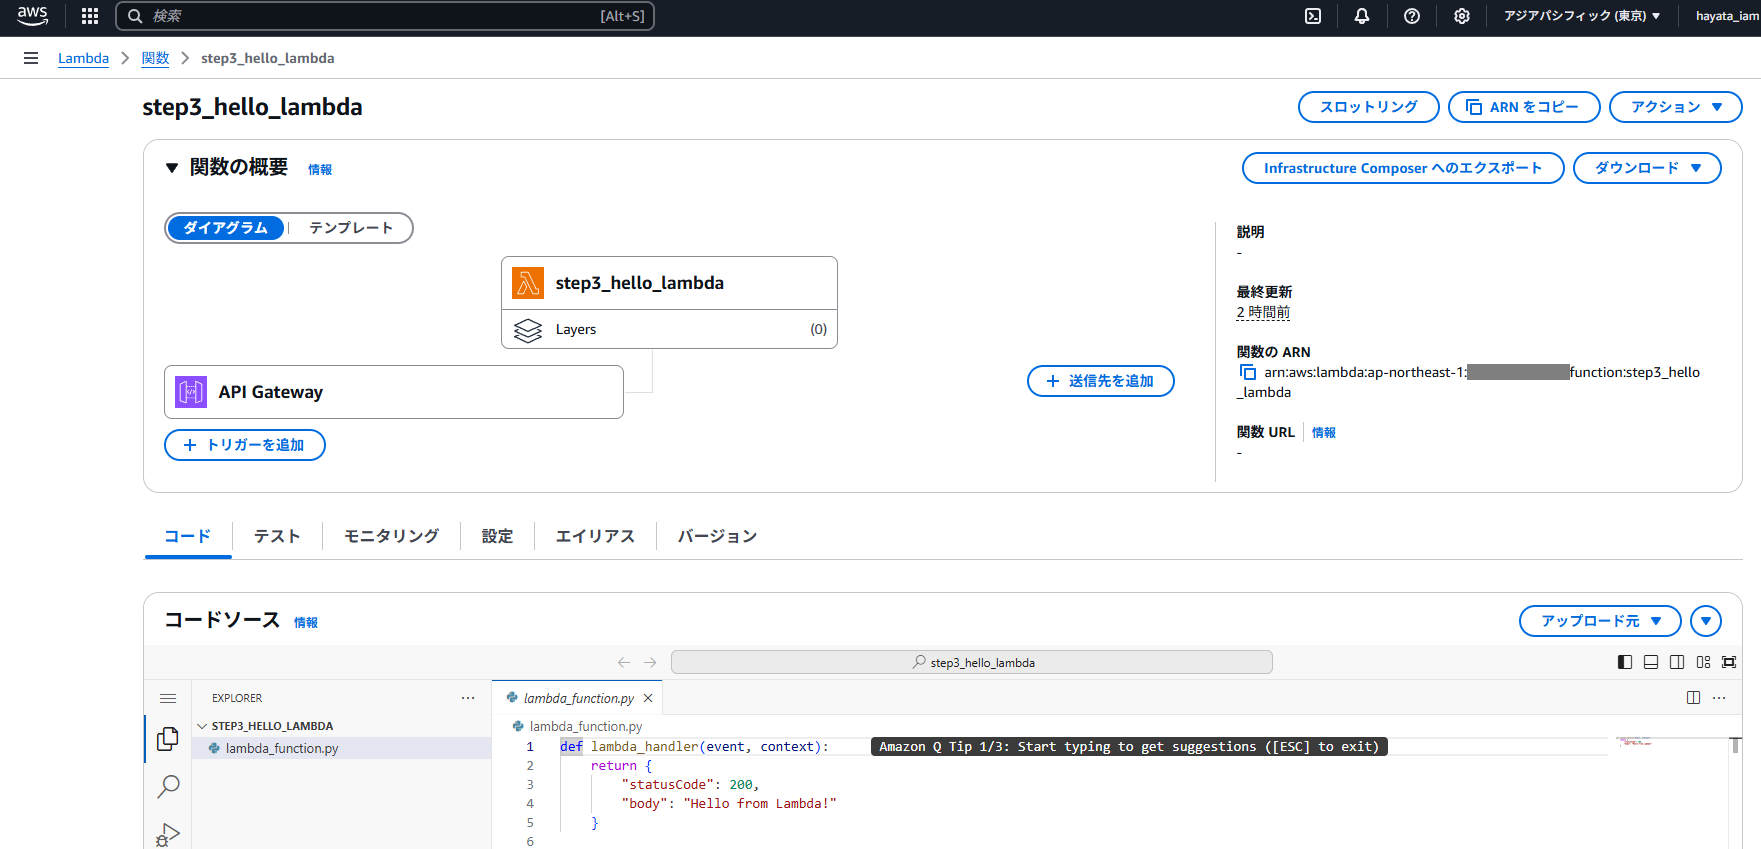 aws
検索
[Alt+S]
アジアパシフィック (東京) ▼
hayata_iam
Lambda > 関数 > step3_hello_lambda
step3_hello_lambda
スロットリング
ARN をコピー
アクション ▼
▼ 関数の概要 情報
Infrastructure Composer へのエクスポート
ダウンロード ▼
ダイアグラム | テンプレート
step3_hello_lambda
Layers (0)
API Gateway
+ トリガーを追加
+ 送信先を追加
説明
-
最終更新
2 時間前
関数の ARN
arn:aws:lambda:ap-northeast-1: function:step3_hello
_lambda
関数 URL | 情報
-
コード
テスト
モニタリング
設定
エイリアス
バージョン
コードソース 情報
アップロード元 ▼
▼
step3_hello_lambda
EXPLORER
STEP3_HELLO_LAMBDA
lambda_function.py
lambda_function.py
lambda_function.py
1 def lambda_handler(event, context): Amazon Q Tip 1/3: Start typing to get suggestions ([ESC] to exit)
2 return {
3 "statusCode": 200,
4 "body": "Hello from Lambda!"
5 }
6